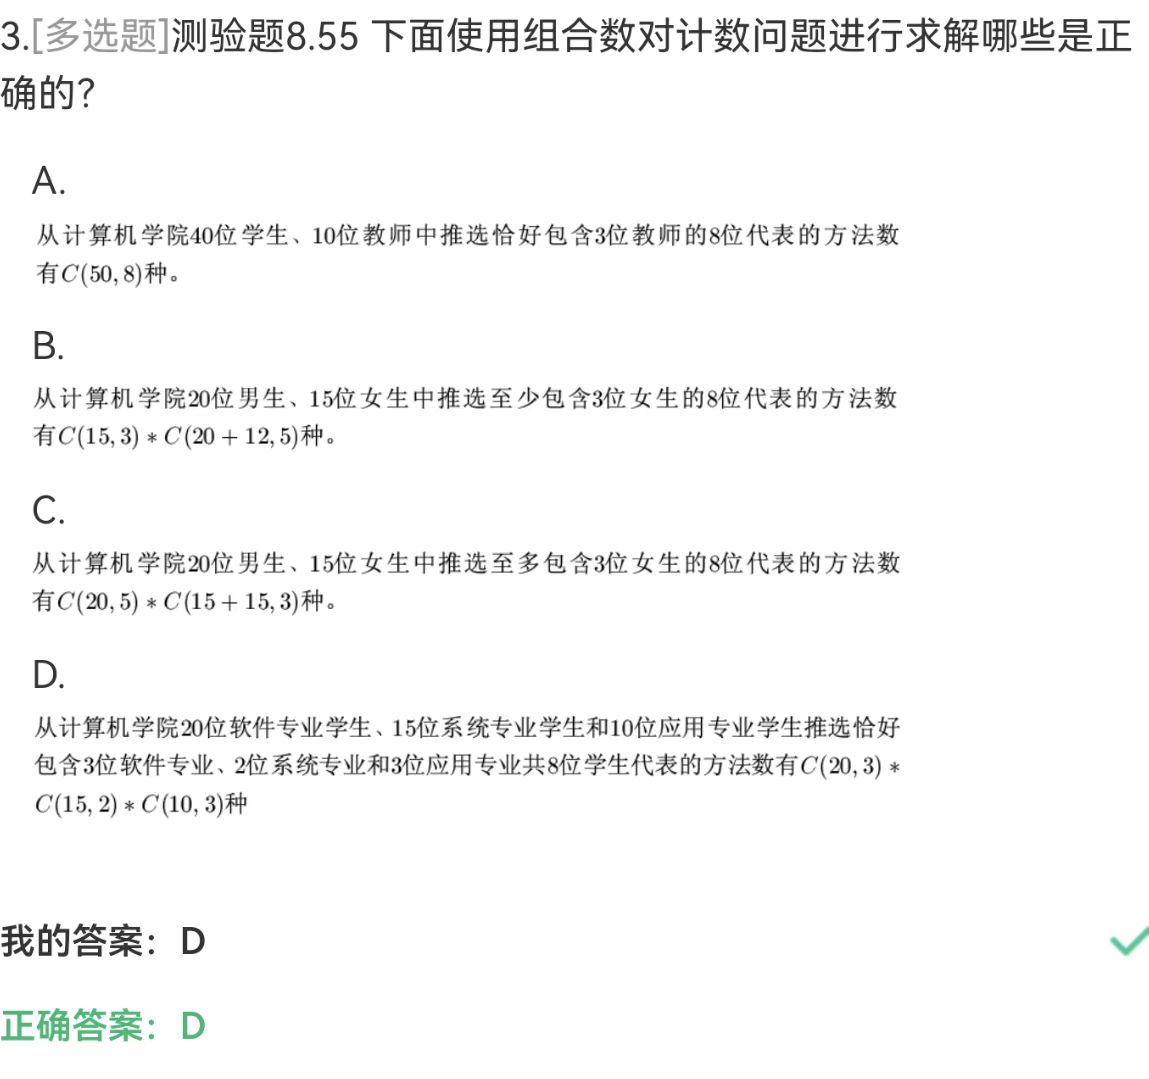 3.[多选题]测验题8.55 下面使用组合数对计数问题进行求解哪些是正
确的?
A.
从计算机学院40位学生、10位教师中推选恰好包含3位教师的8位代表的方法数
有C(50,8)种。
B.
从计算机学院20位男生、15位女生中推选至少包含3位女生的8位代表的方法数
有C(15,3)*C(20+12,5)种。
C.
从计算机学院20位男生、15位女生中推选至多包含3位女生的8位代表的方法数
有C(20,5)*C(15+15,3)种。
D.
从计算机学院20位软件专业学生、15位系统专业学生和10位应用专业学生推选恰好
包含3位软件专业、2位系统专业和3位应用专业共8位学生代表的方法数有C(20,3)*
C(15,2)*C(10,3)种
我的答案：D
正确答案：D